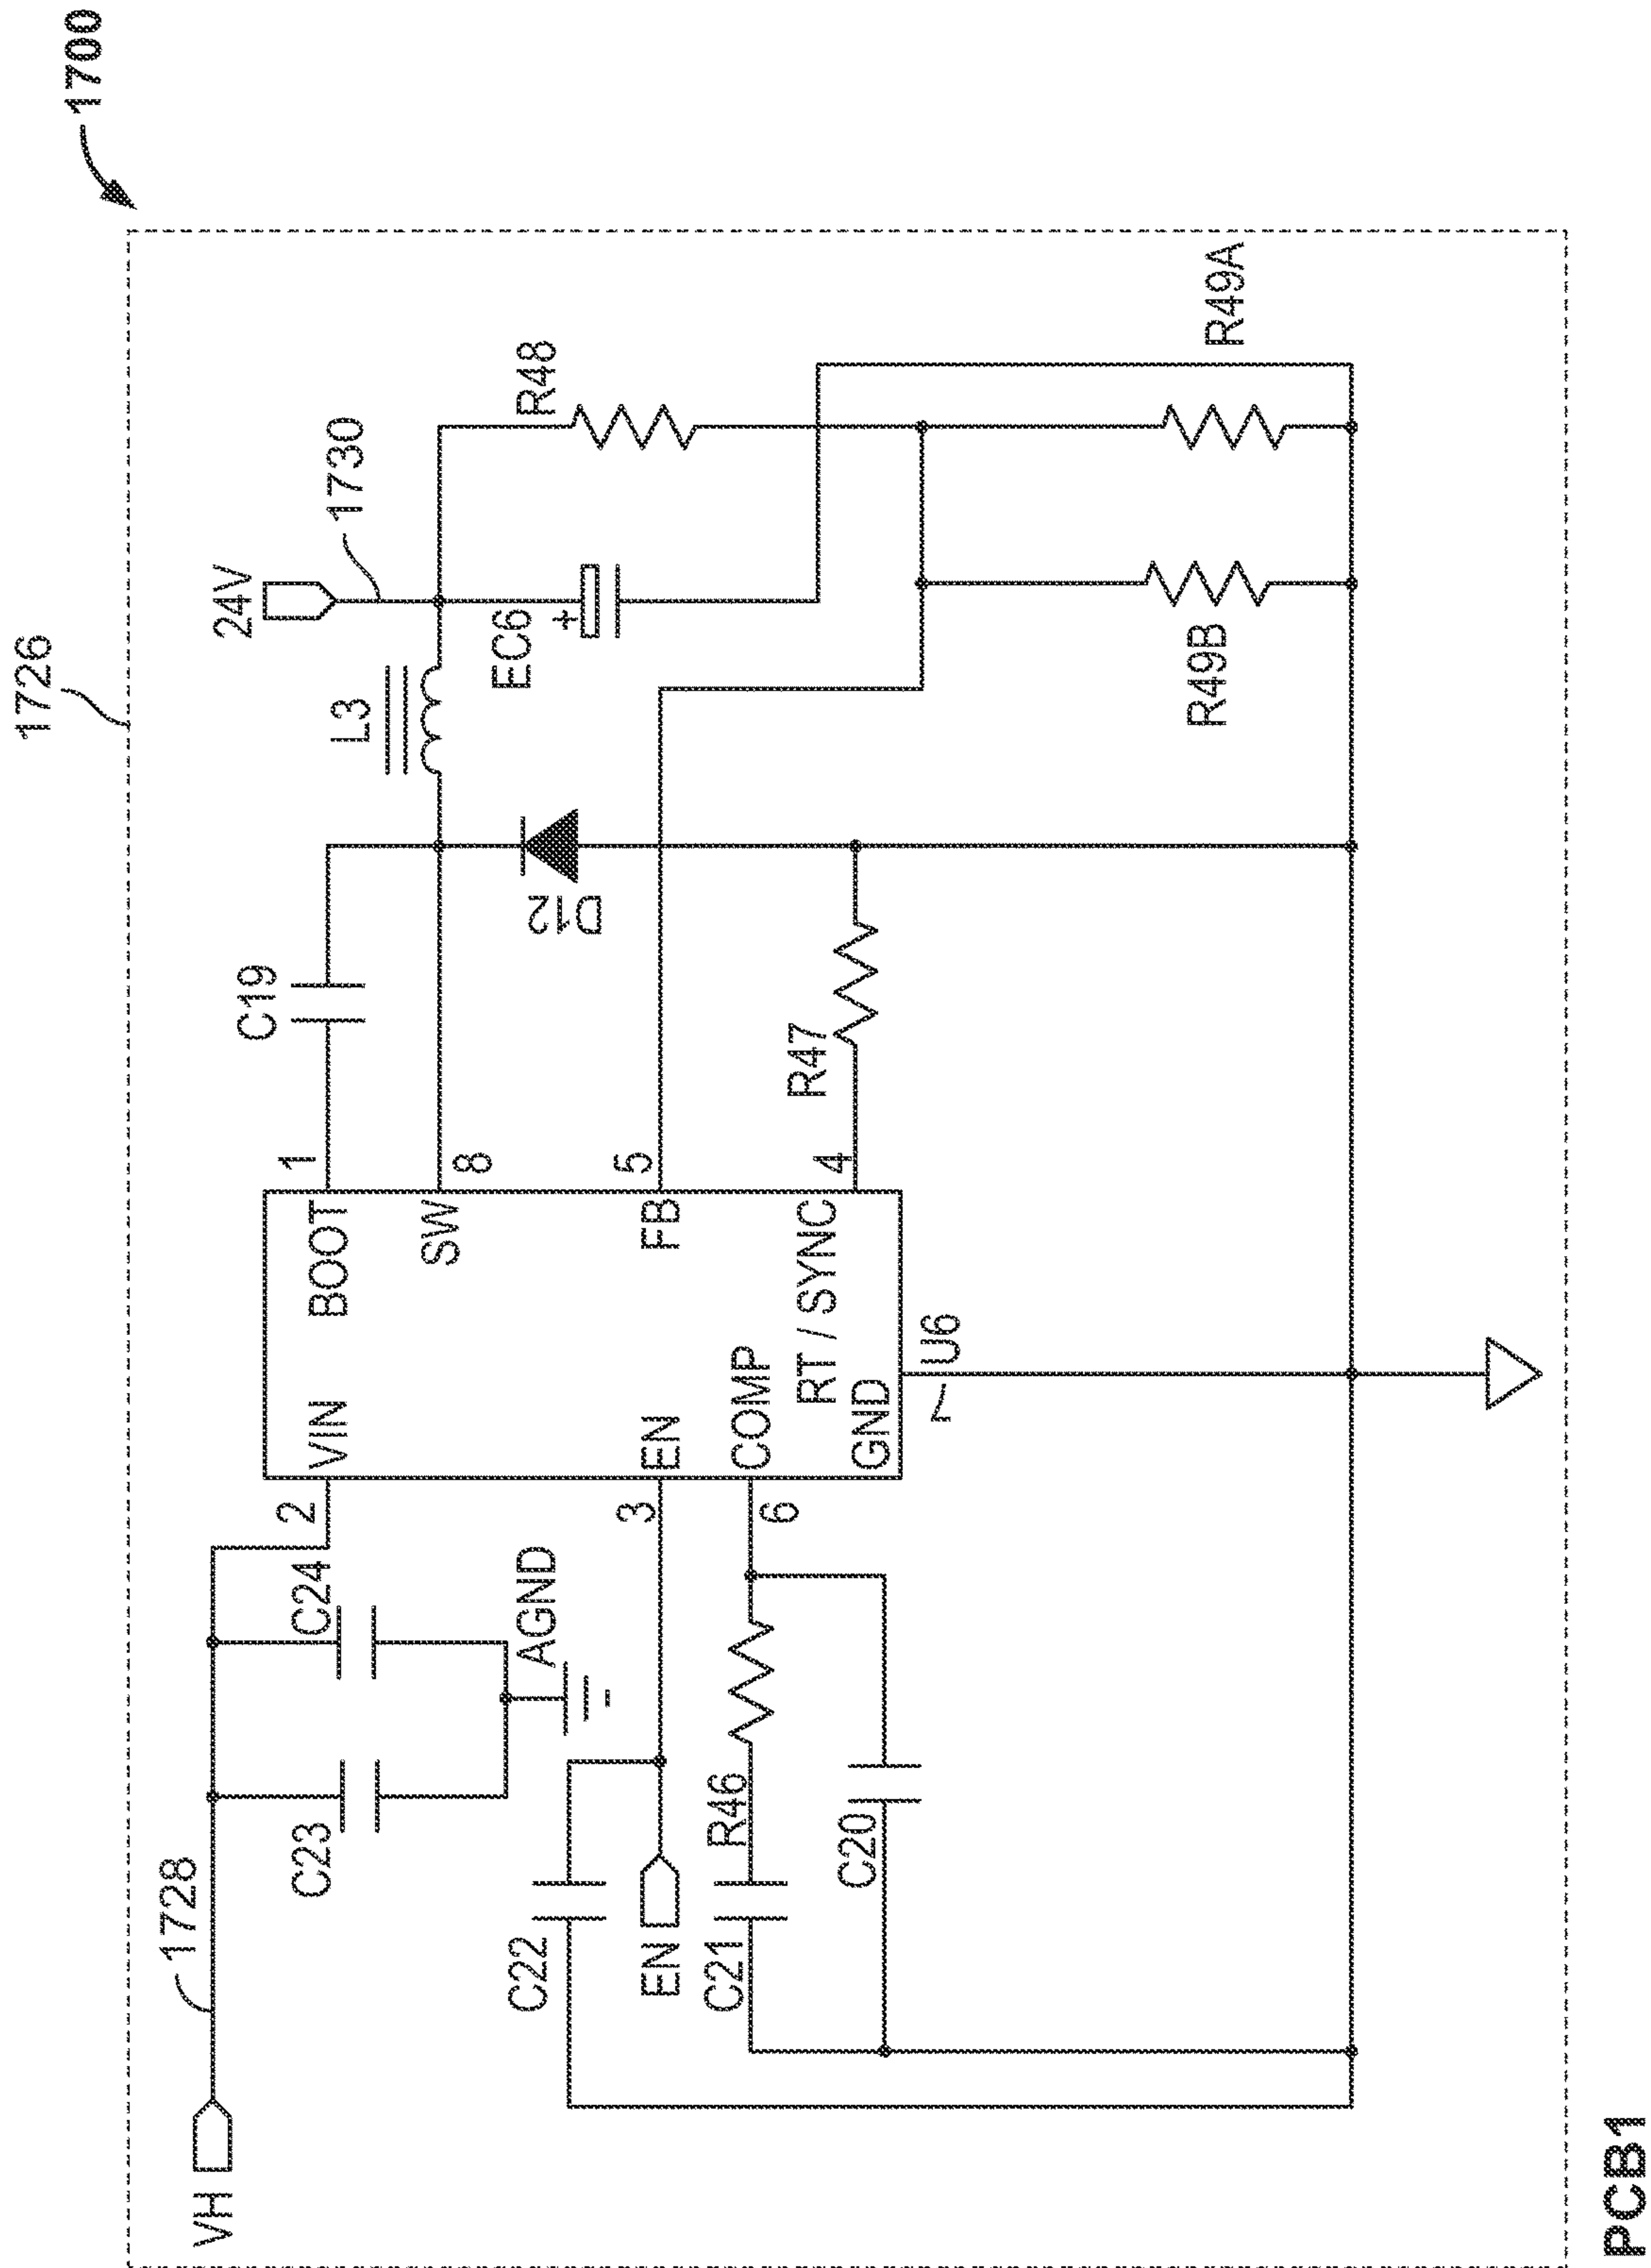 1700
1726
VH
1728
C23
C24
2
VIN
BOOT
1
C19
L3
24V
1730
SW
8
D12
EC6
+
R48
AGND
C22
EN
3
EN
FB
5
C21
R46
6
COMP
RT / SYNC
4
R47
C20
GND
7
U6
R49B
R49A
PCB1